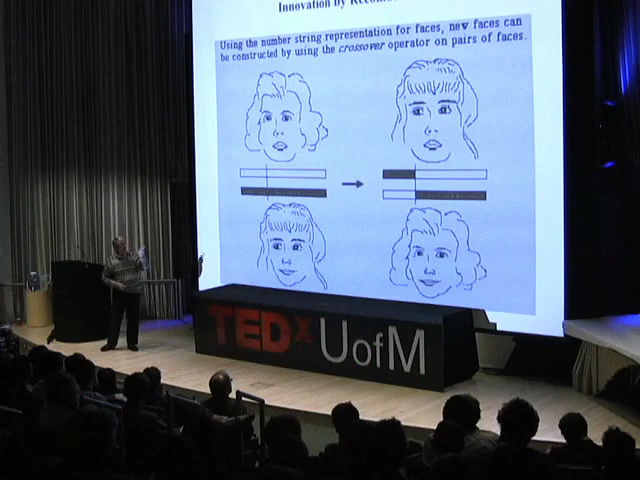 Innovation by
Using the number string representation for faces, new faces can
be constructed by using the crossover operator on pairs of faces.
TEDx UofM